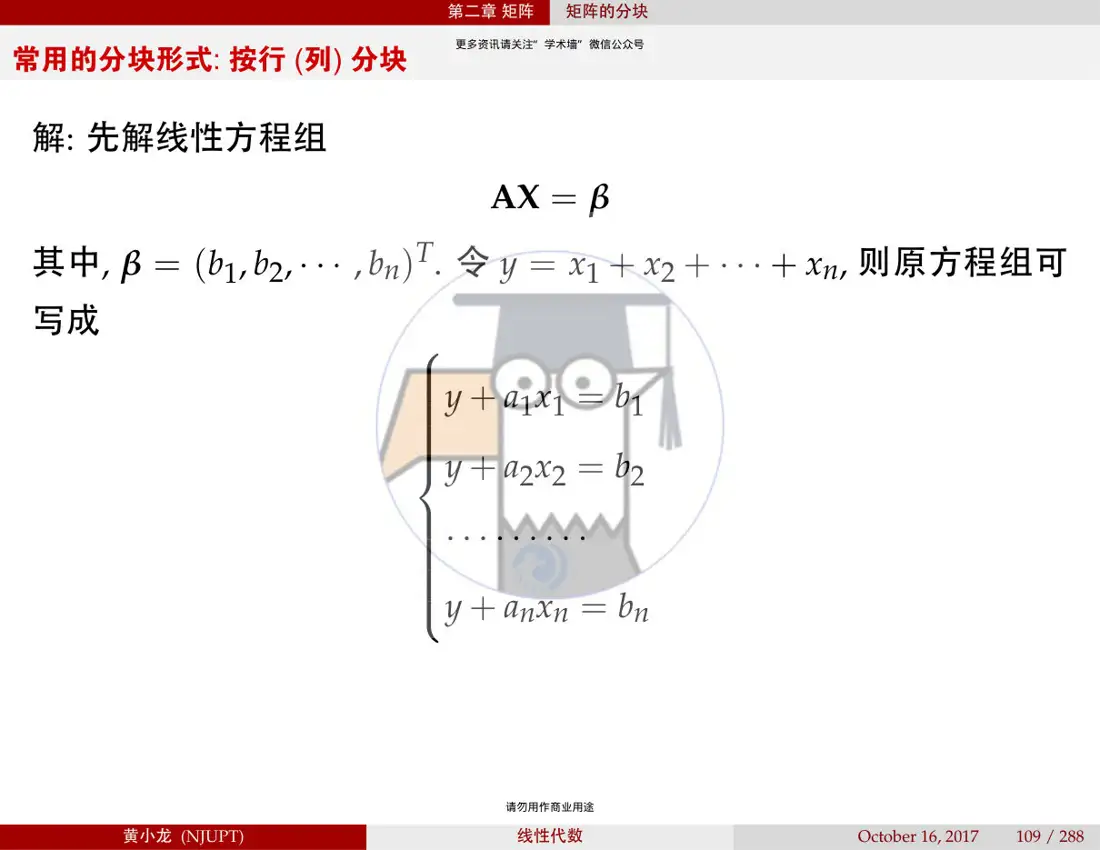 第二章 矩阵 矩阵的分块
更多资讯请关注“学术墙”微信公众号
常用的分块形式: 按行 (列) 分块
解: 先解线性方程组
AX = β
其中, β = (b₁, b₂, ⋯ , bₙ)ᵀ. 令 y = x₁ + x₂ + ⋯ + xₙ, 则原方程组可
写成
y + a₁x₁ = b₁
y + a₂x₂ = b₂
⋯⋯⋯
y + aₙxₙ = bₙ
请勿用作商业用途
黄小龙 (NJUPT) 线性代数 October 16, 2017 109 / 288